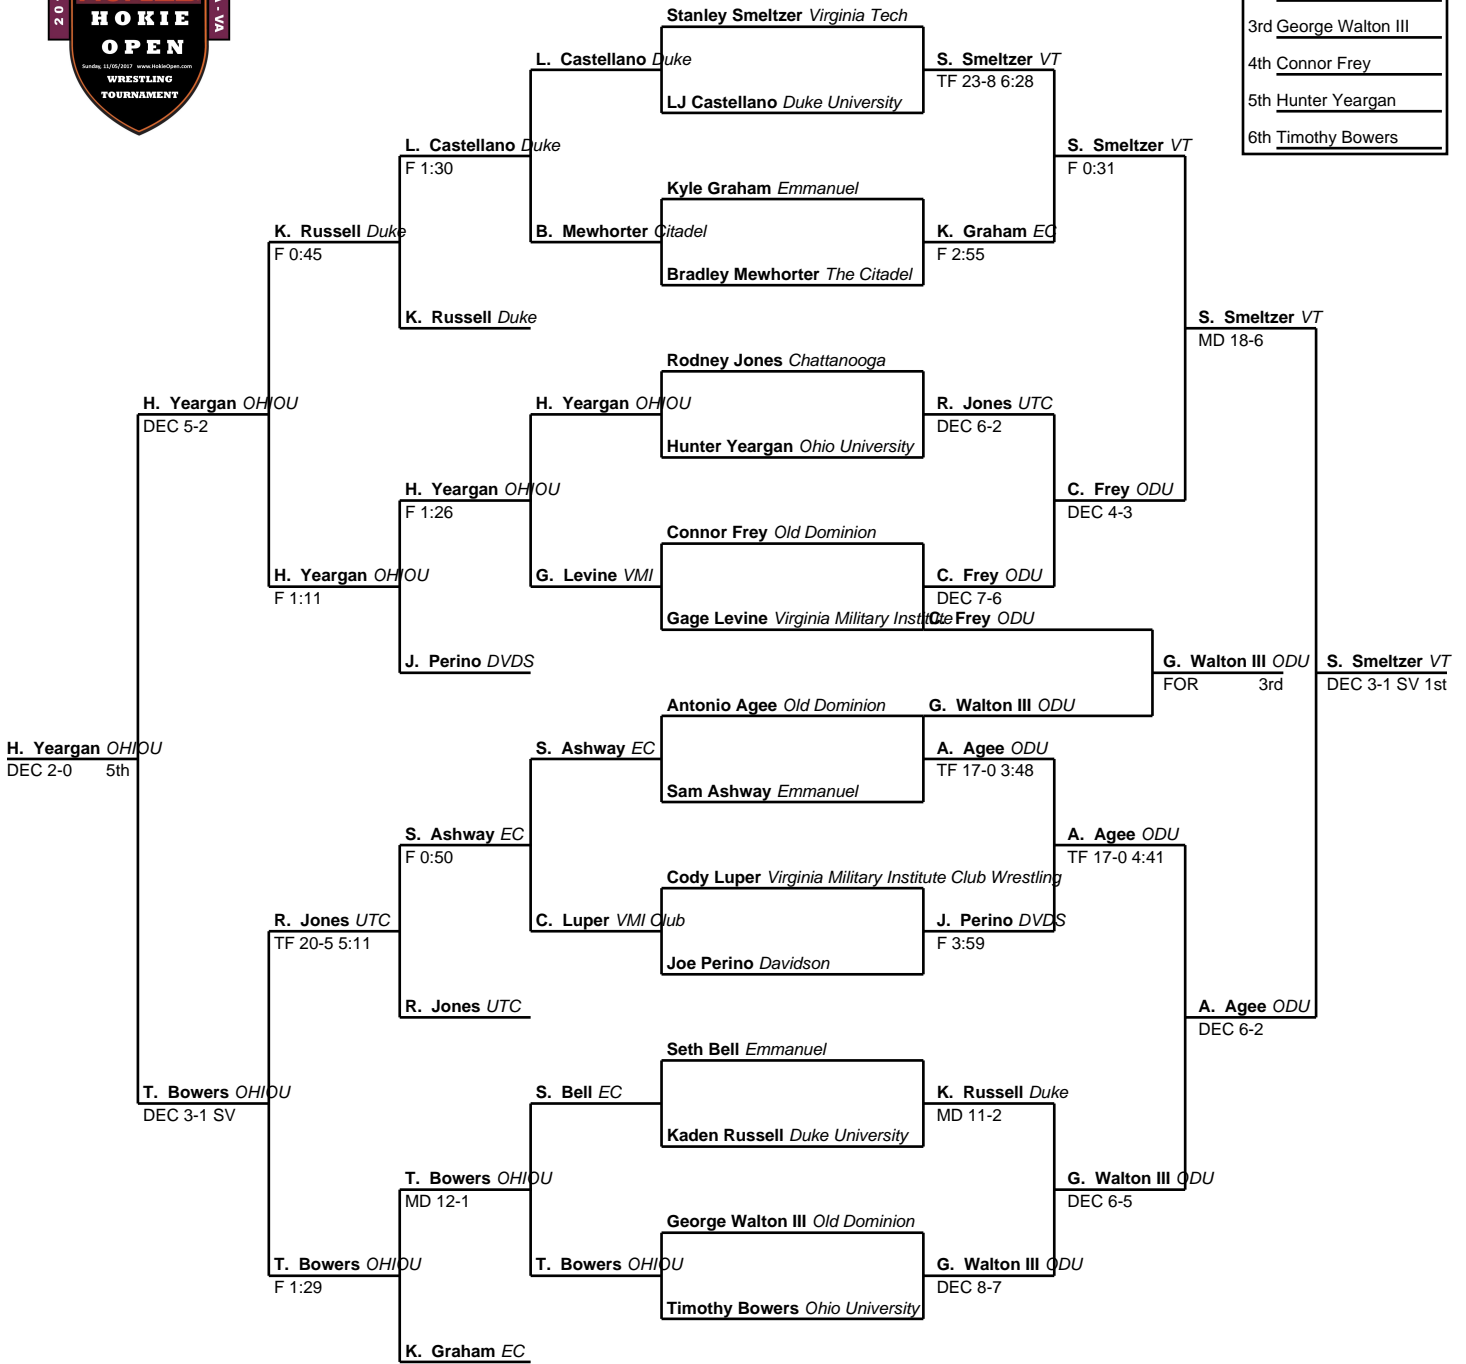 HOKIE
OPEN
Sunday, 11/05/2017 www.HokieOpen.com
WRESTLING
TOURNAMENT
3rd George Walton III
4th Connor Frey
5th Hunter Yeargan
6th Timothy Bowers
Stanley Smeltzer Virginia Tech
L. Castellano Duke
S. Smeltzer VT
TF 23-8 6:28
LJ Castellano Duke University
L. Castellano Duke
F 1:30
S. Smeltzer VT
F 0:31
Kyle Graham Emmanuel
K. Russell Duke
F 0:45
B. Mewhorter Citadel
K. Graham EC
F 2:55
Bradley Mewhorter The Citadel
K. Russell Duke
S. Smeltzer VT
MD 18-6
Rodney Jones Chattanooga
H. Yeargan OHIOU
DEC 5-2
H. Yeargan OHIOU
R. Jones UTC
DEC 6-2
Hunter Yeargan Ohio University
H. Yeargan OHIOU
F 1:26
C. Frey ODU
DEC 4-3
Connor Frey Old Dominion
H. Yeargan OHIOU
F 1:11
G. Levine VMI
C. Frey ODU
DEC 7-6
Gage Levine Virginia Military Institute
C. Frey ODU
J. Perino DVDS
G. Walton III ODU
FOR 3rd
S. Smeltzer VT
DEC 3-1 SV 1st
Antonio Agee Old Dominion
G. Walton III ODU
H. Yeargan OHIOU
DEC 2-0 5th
S. Ashway EC
A. Agee ODU
TF 17-0 3:48
Sam Ashway Emmanuel
S. Ashway EC
F 0:50
A. Agee ODU
TF 17-0 4:41
Cody Luper Virginia Military Institute Club Wrestling
R. Jones UTC
TF 20-5 5:11
C. Luper VMI Club
J. Perino DVDS
F 3:59
Joe Perino Davidson
R. Jones UTC
A. Agee ODU
DEC 6-2
Seth Bell Emmanuel
T. Bowers OHIOU
DEC 3-1 SV
S. Bell EC
K. Russell Duke
MD 11-2
Kaden Russell Duke University
T. Bowers OHIOU
MD 12-1
G. Walton III ODU
DEC 6-5
George Walton III Old Dominion
T. Bowers OHIOU
F 1:29
T. Bowers OHIOU
G. Walton III ODU
DEC 8-7
Timothy Bowers Ohio University
K. Graham EC